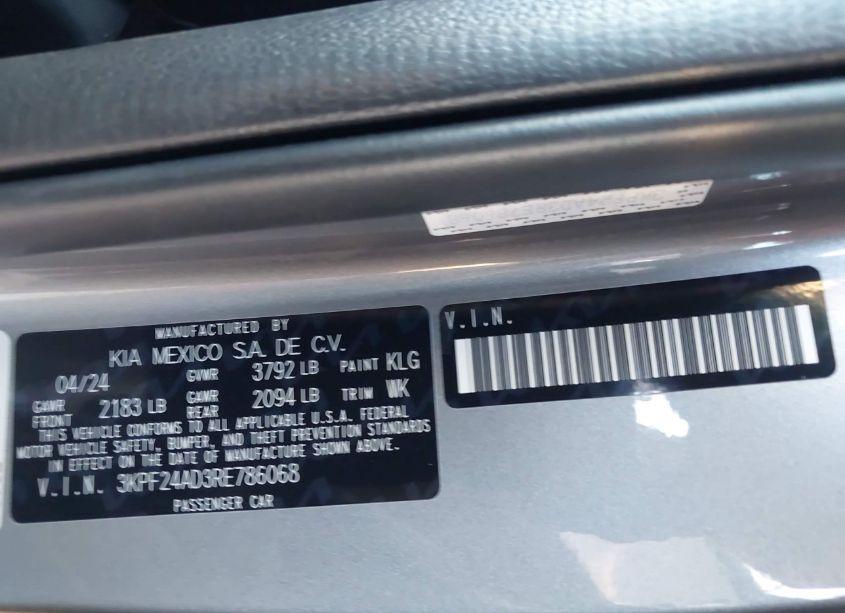 MANUFACTURED BY
KIA MEXICO S.A. DE C.V.
04/24 GVWR 3792 LB PAINT KLG
GAWR FRONT 2183 LB GAWR REAR 2094 LB TRIM WK
THIS VEHICLE CONFORMS TO ALL APPLICABLE U.S.A. FEDERAL
MOTOR VEHICLE SAFETY, BUMPER, AND THEFT PREVENTION STANDARDS
IN EFFECT ON THE DATE OF MANUFACTURE SHOWN ABOVE.
V.I.N. 3KPF24AD3RE786068
PASSENGER CAR
V.I.N.